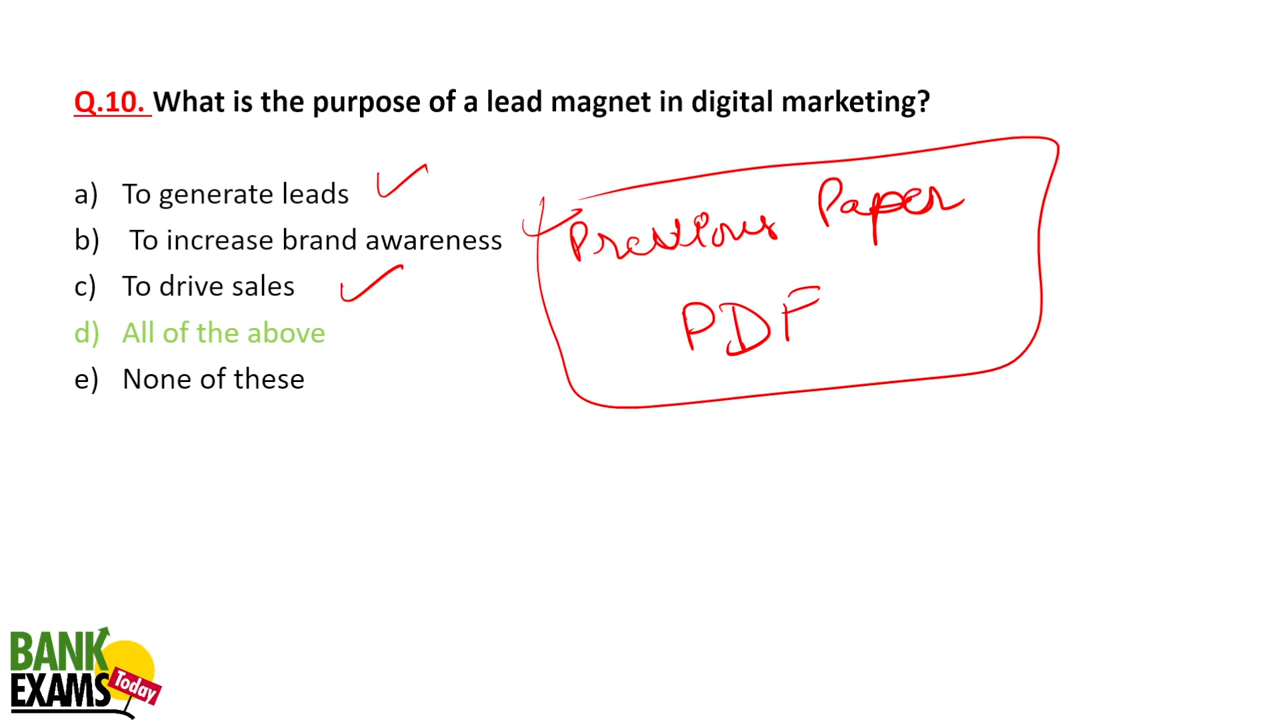 Q.10. What is the purpose of a lead magnet in digital marketing?
a) To generate leads
b) To increase brand awareness
c) To drive sales
d) All of the above
e) None of these
Previous Paper
PDF
BANK
EXAMS
Today